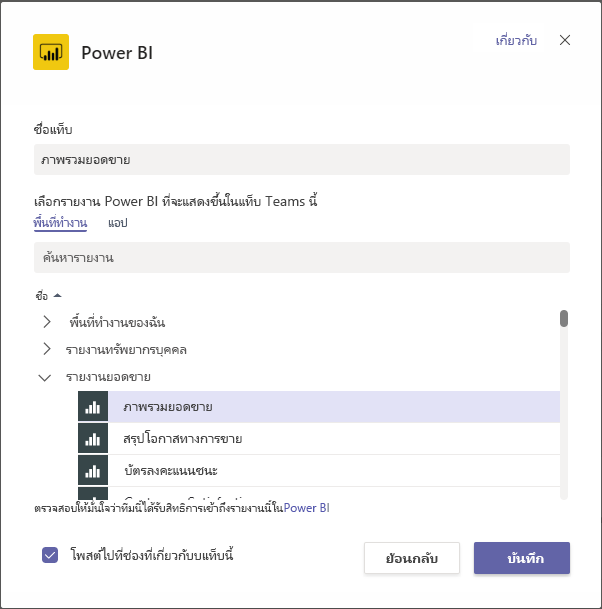 เกี่ยวกับ
Power BI
ชื่อแท็บ
ภาพรวมยอดขาย
เลือกรายงาน Power BI ที่จะแสดงขึ้นในแท็บ Teams นี้
พื้นที่ทำงาน แอป
ค้นหารายงาน
ชื่อ
พื้นที่ทำงานของฉัน
รายงานทรัพยากรบุคคล
รายงานยอดขาย
ภาพรวมยอดขาย
สรุปโอกาสทางการขาย
บัตรลงคะแนนชนะ
ตรวจสอบให้มั่นใจว่าทีมนี้ได้รับสิทธิการเข้าถึงรายงานนี้ในPower BI
โพสต์ไปที่ช่องที่เกี่ยวกับบแท็บนี้
ย้อนกลับ บันทึก